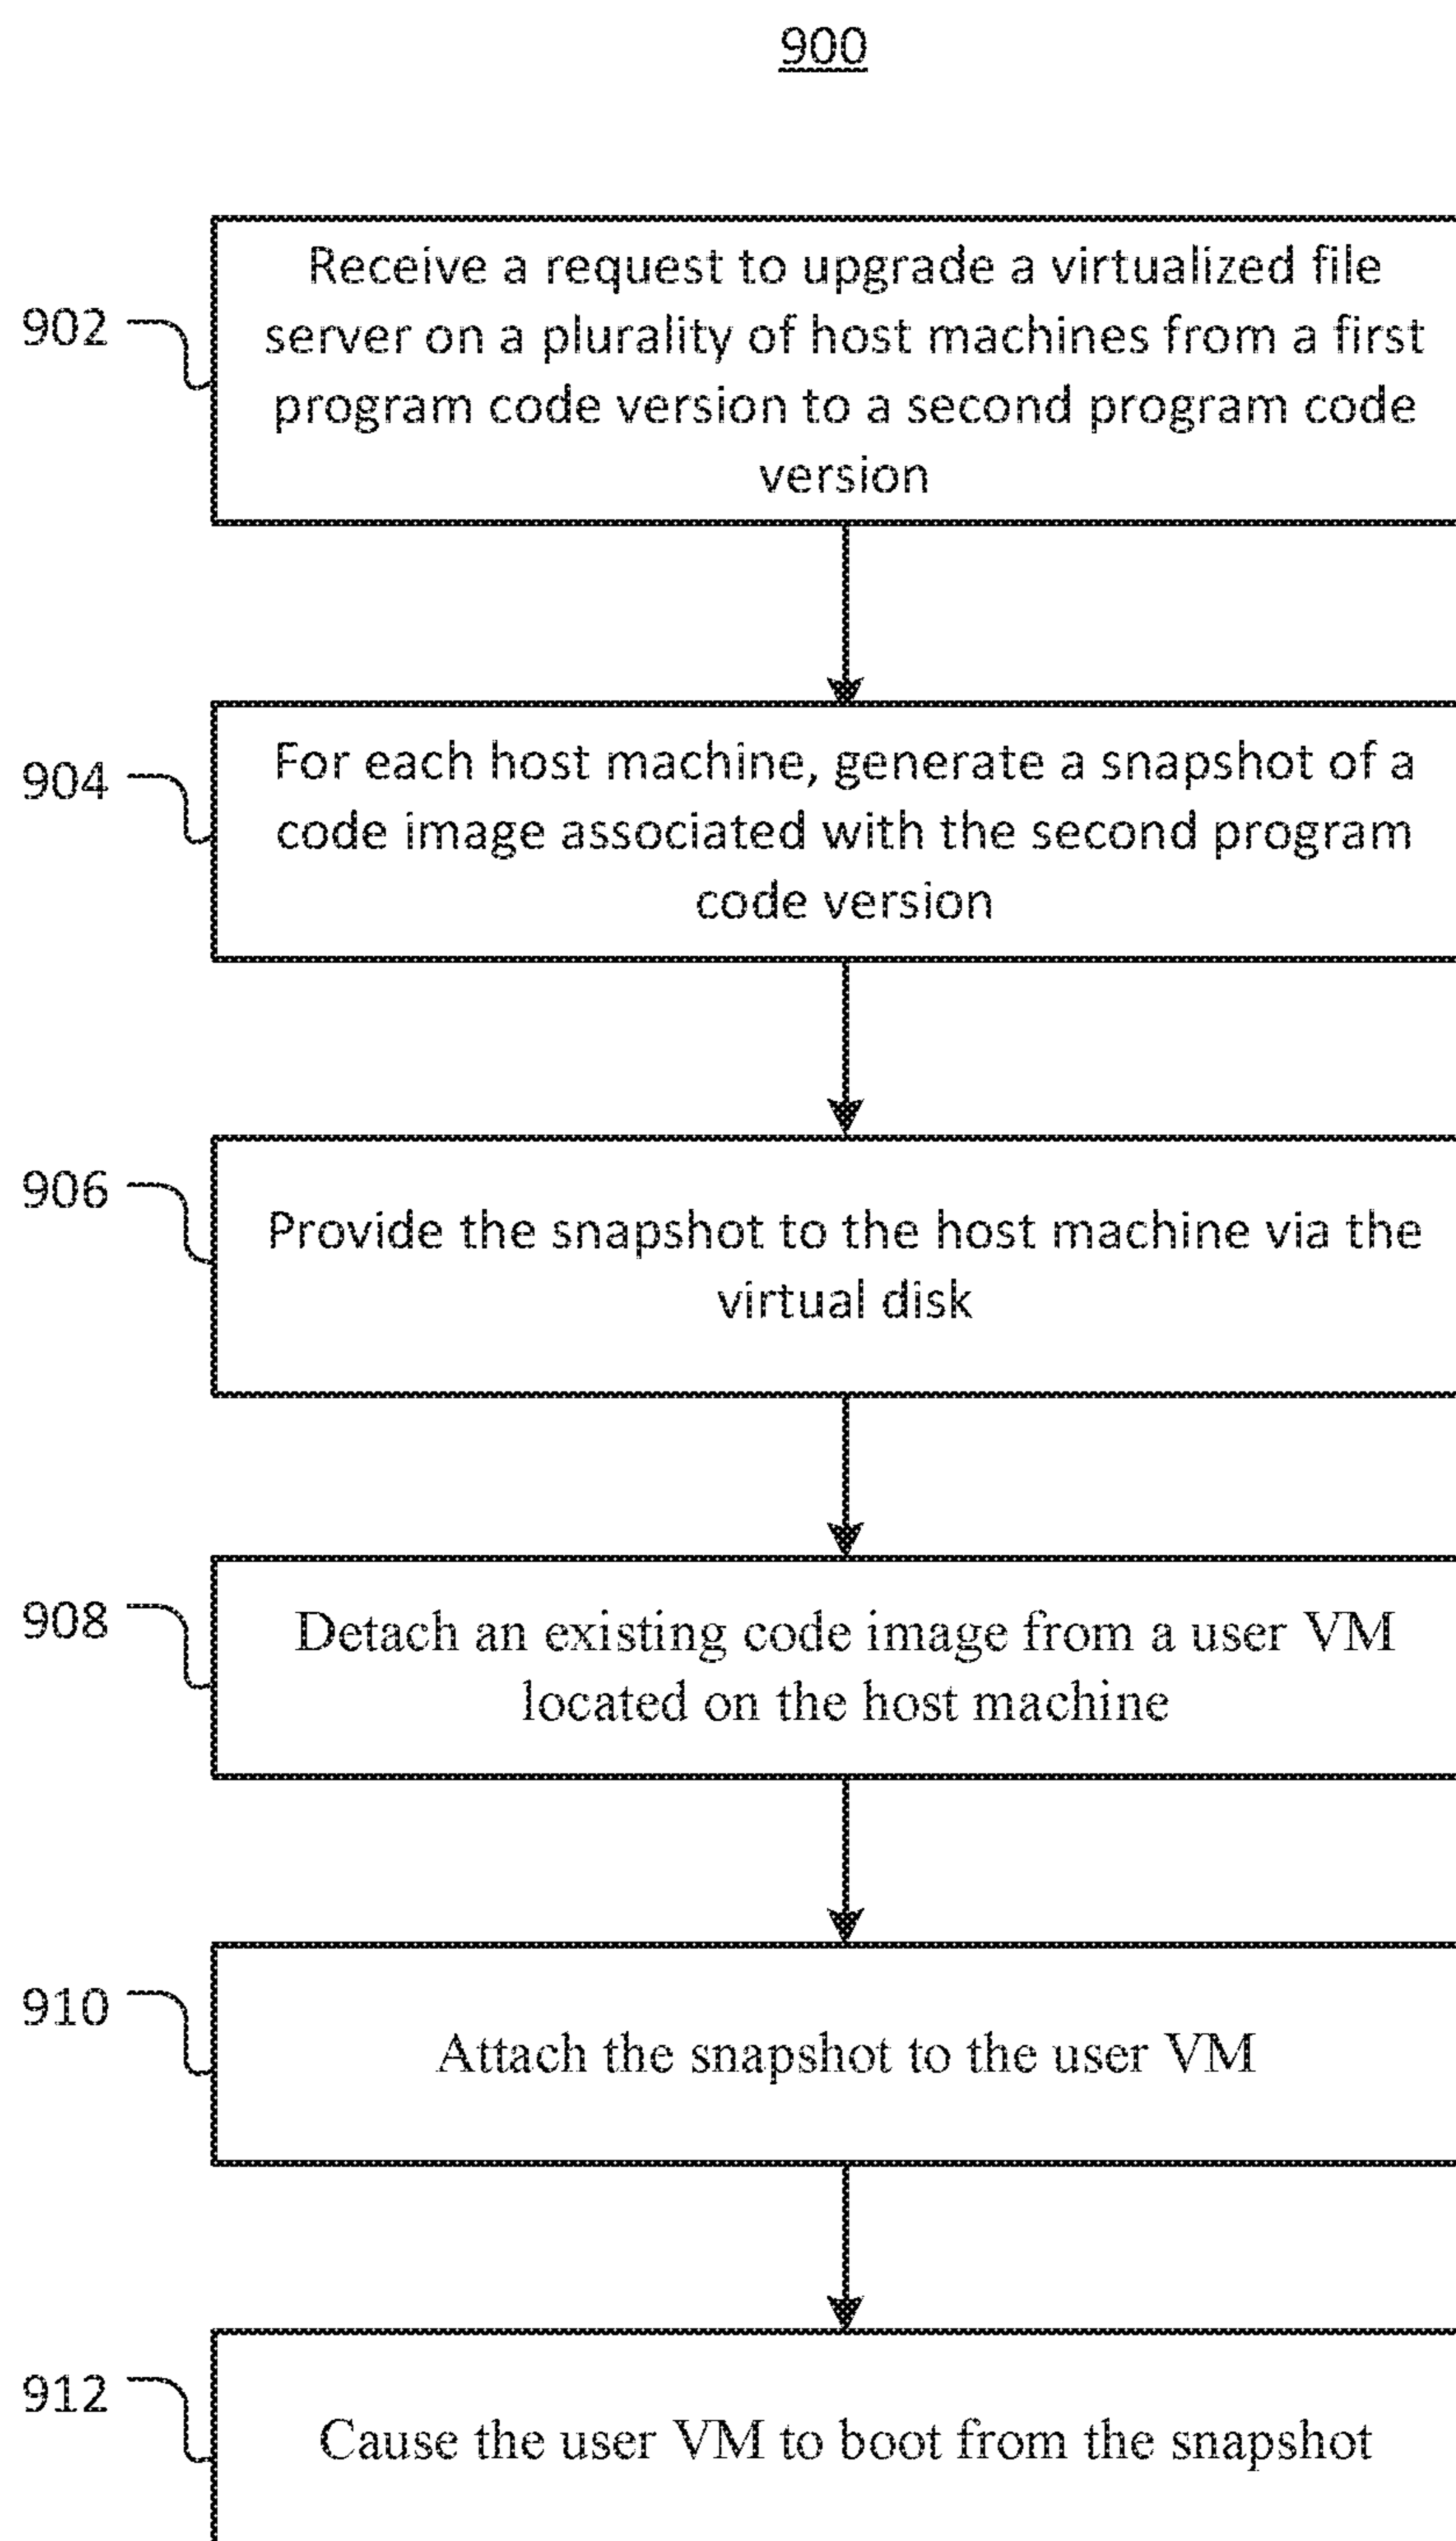 900
902
Receive a request to upgrade a virtualized file
server on a plurality of host machines from a first
program code version to a second program code
version
904
For each host machine, generate a snapshot of a
code image associated with the second program
code version
906
Provide the snapshot to the host machine via the
virtual disk
908
Detach an existing code image from a user VM
located on the host machine
910
Attach the snapshot to the user VM
912
Cause the user VM to boot from the snapshot